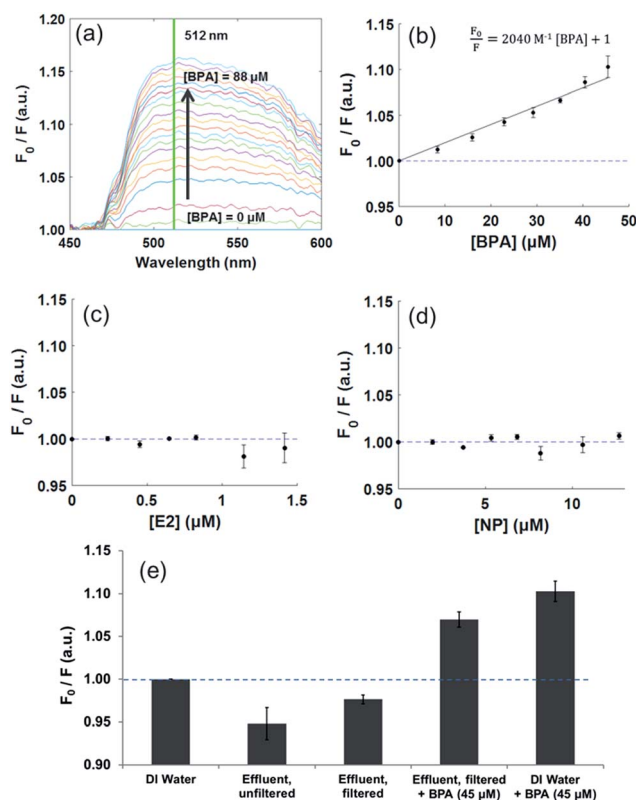 (a)
512 nm
[BPA] = 88 µM
[BPA] = 0 µM
F0 / F (a.u.)
1.20
1.15
1.10
1.05
1.00
450 500 550 600
Wavelength (nm)
(b)
F0/F = 2040 M-1 [BPA] + 1
F0 / F (a.u.)
1.15
1.10
1.05
1.00
0.95
0 10 20 30 40 50
[BPA] (µM)
(c)
F0 / F (a.u.)
1.15
1.10
1.05
1.00
0.95
0 0.5 1.0 1.5
[E2] (µM)
(d)
F0 / F (a.u.)
1.15
1.10
1.05
1.00
0.95
0 5 10
[NP] (µM)
(e)
F0 / F (a.u.)
1.15
1.10
1.05
1.00
0.95
0.90
DI Water
Effluent,
unfiltered
Effluent,
filtered
Effluent, filtered
+ BPA (45 µM)
DI Water
+ BPA (45 µM)